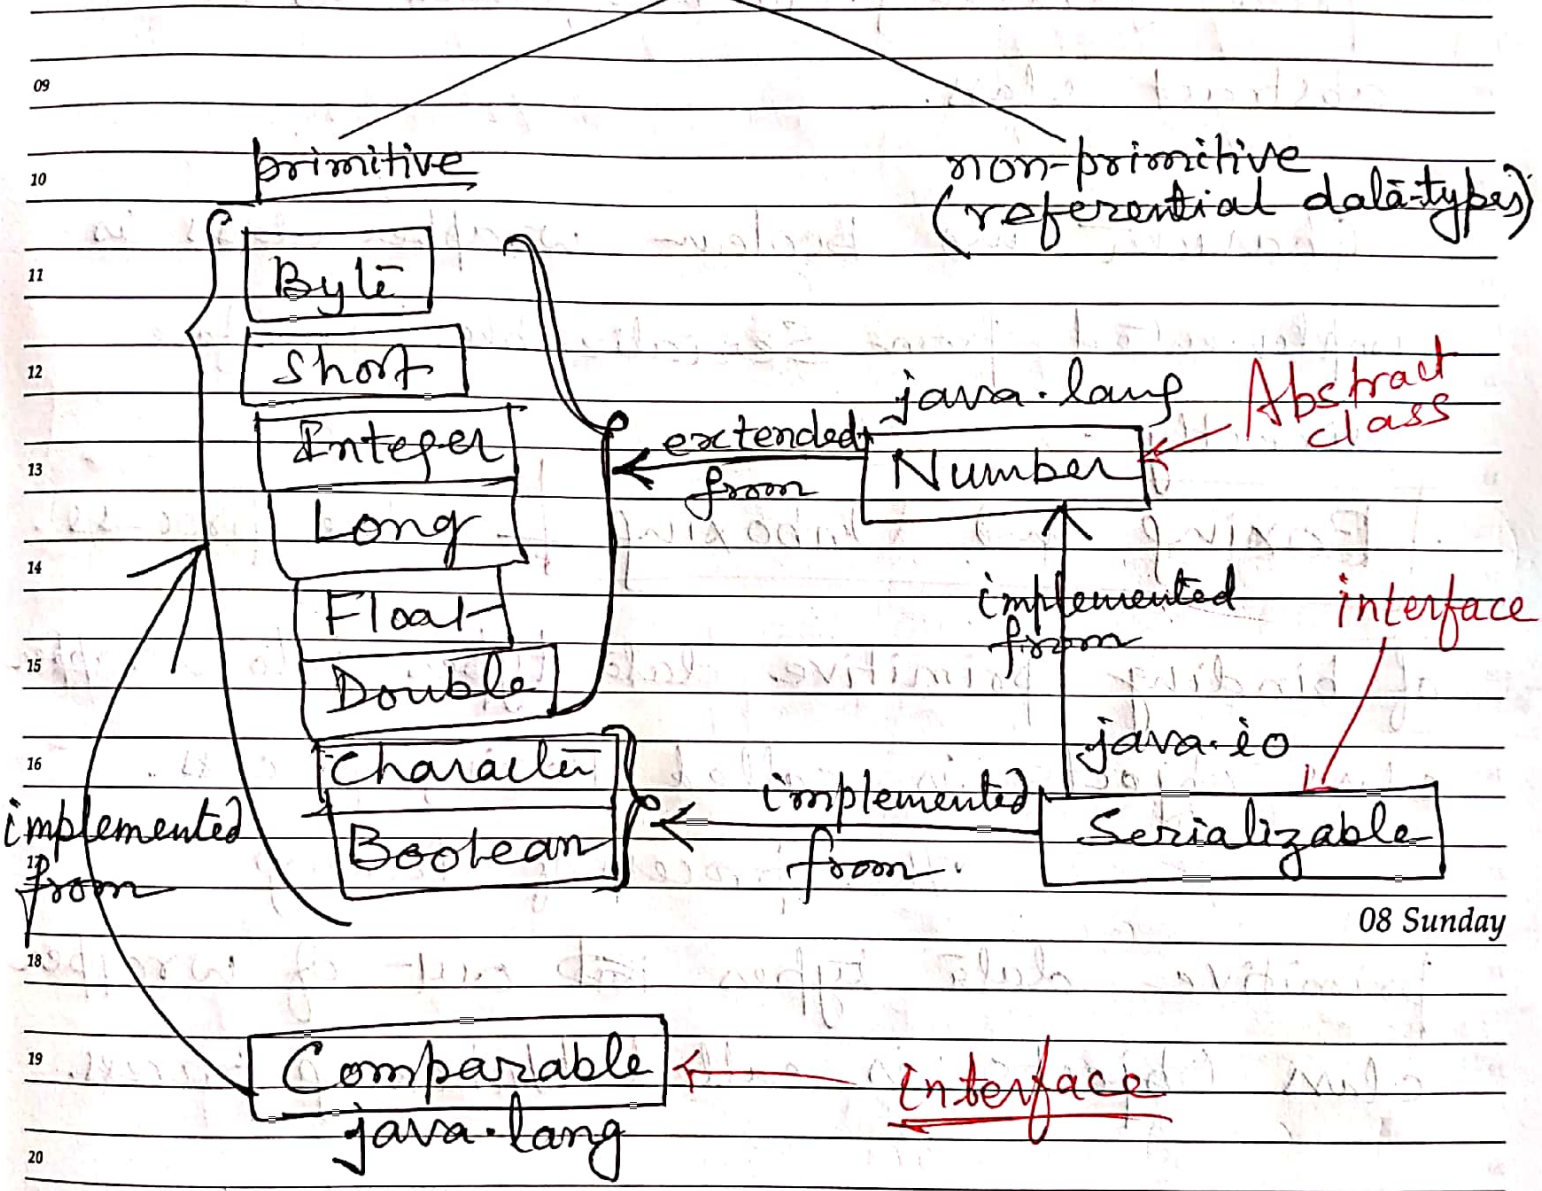 09
primitive
non-primitive
10
(referential data-types)
Byte
11
Short
12
java.lang
Abstract
class
Integer
extended
Number
13
from
Long
14
Float
implemented
from
interface
15
Double
java.io
16
Character
implemented
from
implemented
from.
Serializable
17
Boolean
08 Sunday
18
Comparable
19
interface
java.lang
20